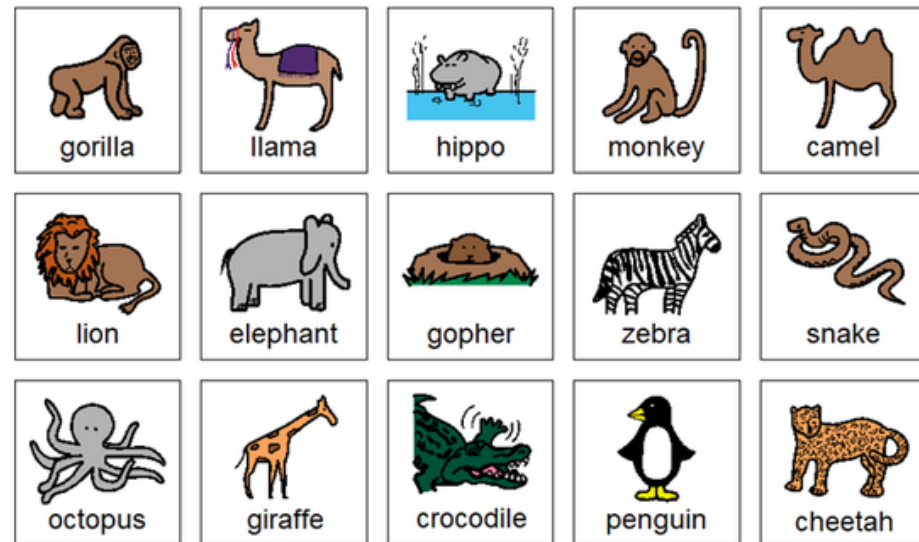 gorilla
llama
hippo
monkey
camel
lion
elephant
gopher
zebra
snake
octopus
giraffe
crocodile
penguin
cheetah